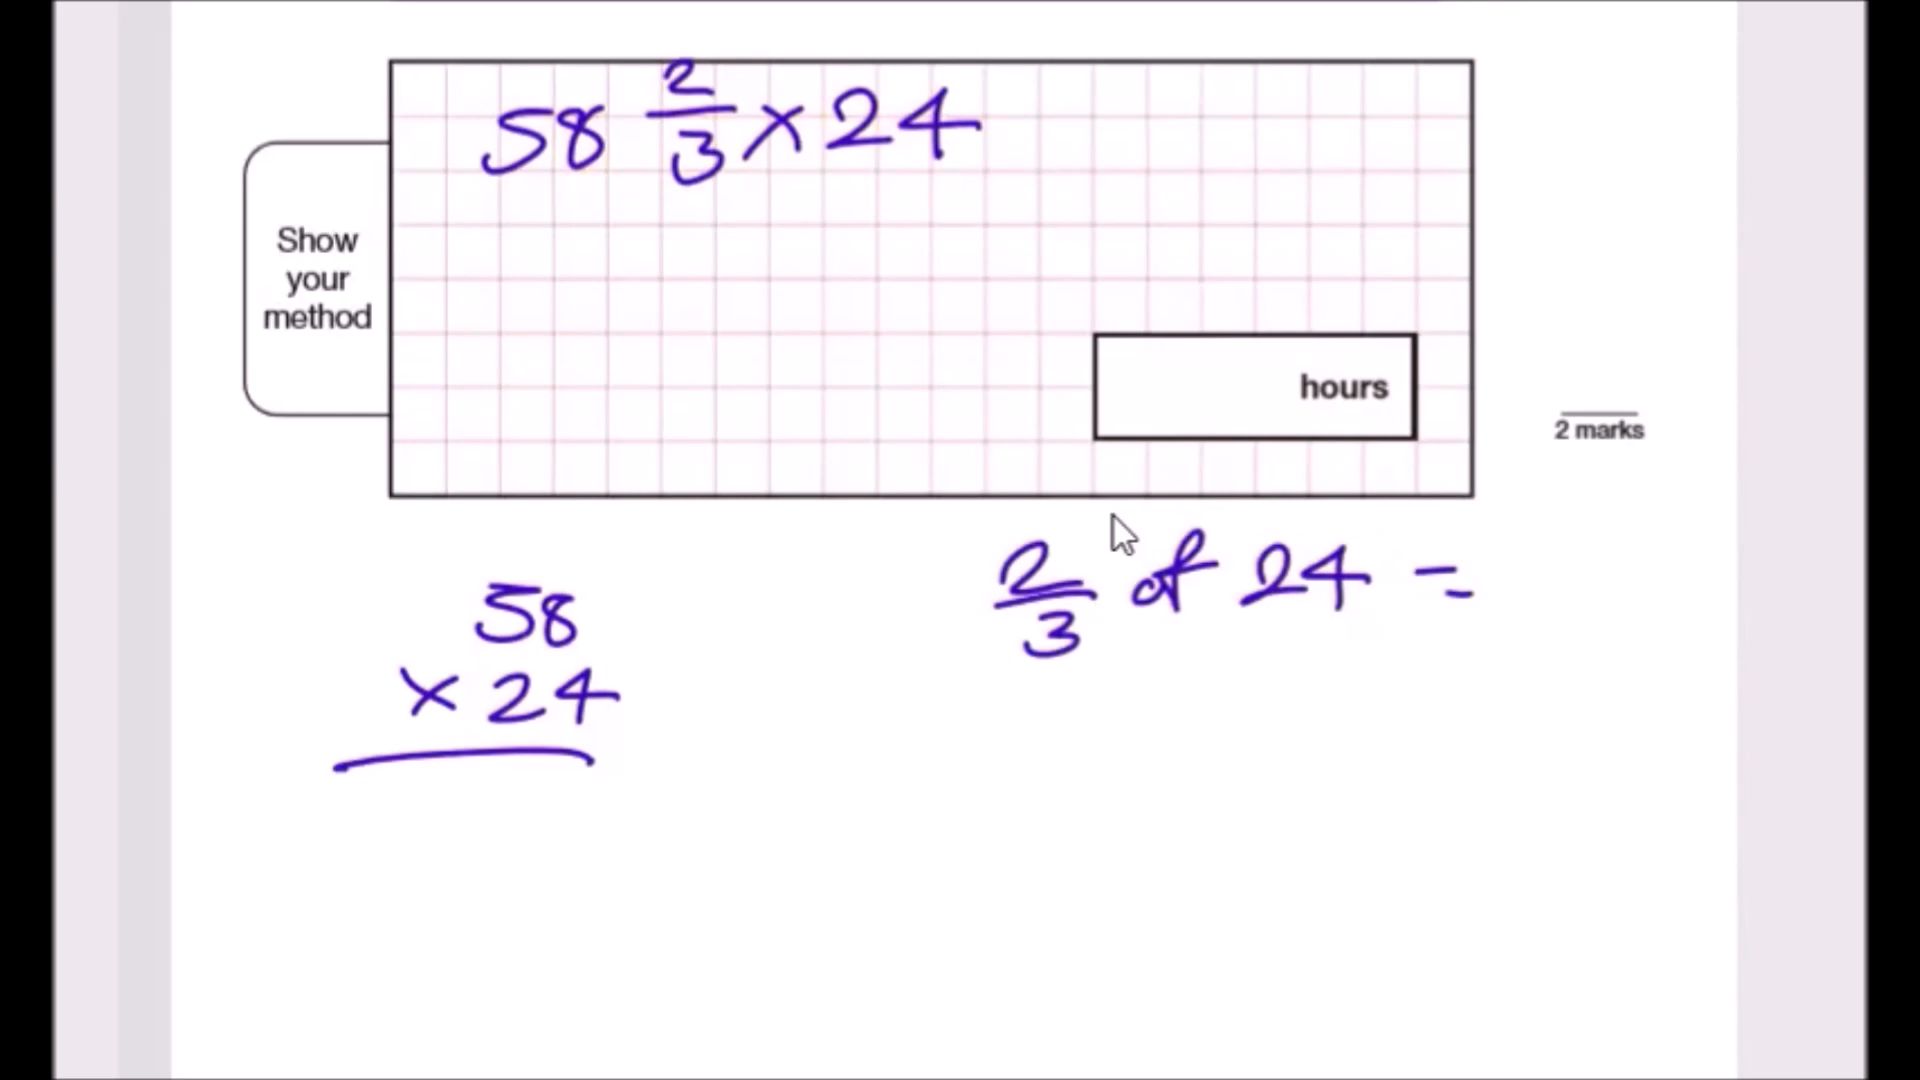 58 2/3 × 24
Show
your
method
hours
2 marks
2/3 of 24 =
58
× 24